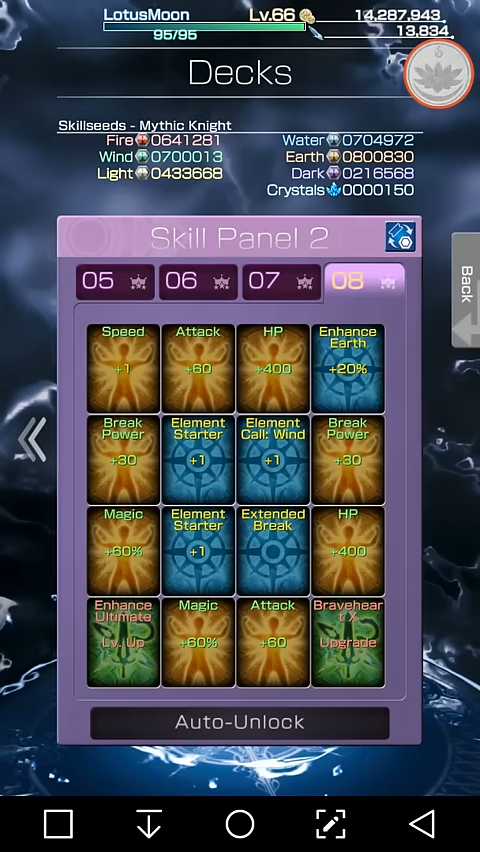 LotusMoon Lv.66 14,287,943
95/95 13,834
Decks
Skillseeds - Mythic Knight
Fire 0641281 Water 0704972
Wind 0700013 Earth 0800830
Light 0433668 Dark 0216568
Crystals 0000150
Skill Panel 2
05 06 07 08
Back
Speed Attack HP Enhance
Earth
+1 +60 +400 +20%
Break Element Element Break
Power Starter Call: Wind Power
+30 +1 +1 +30
Magic Element Extended HP
Starter Break
+60% +1 +400
Enhance Magic Attack Bravehear
Ultimate t X
Lv. Up +60% +60 Upgrade
Auto-Unlock